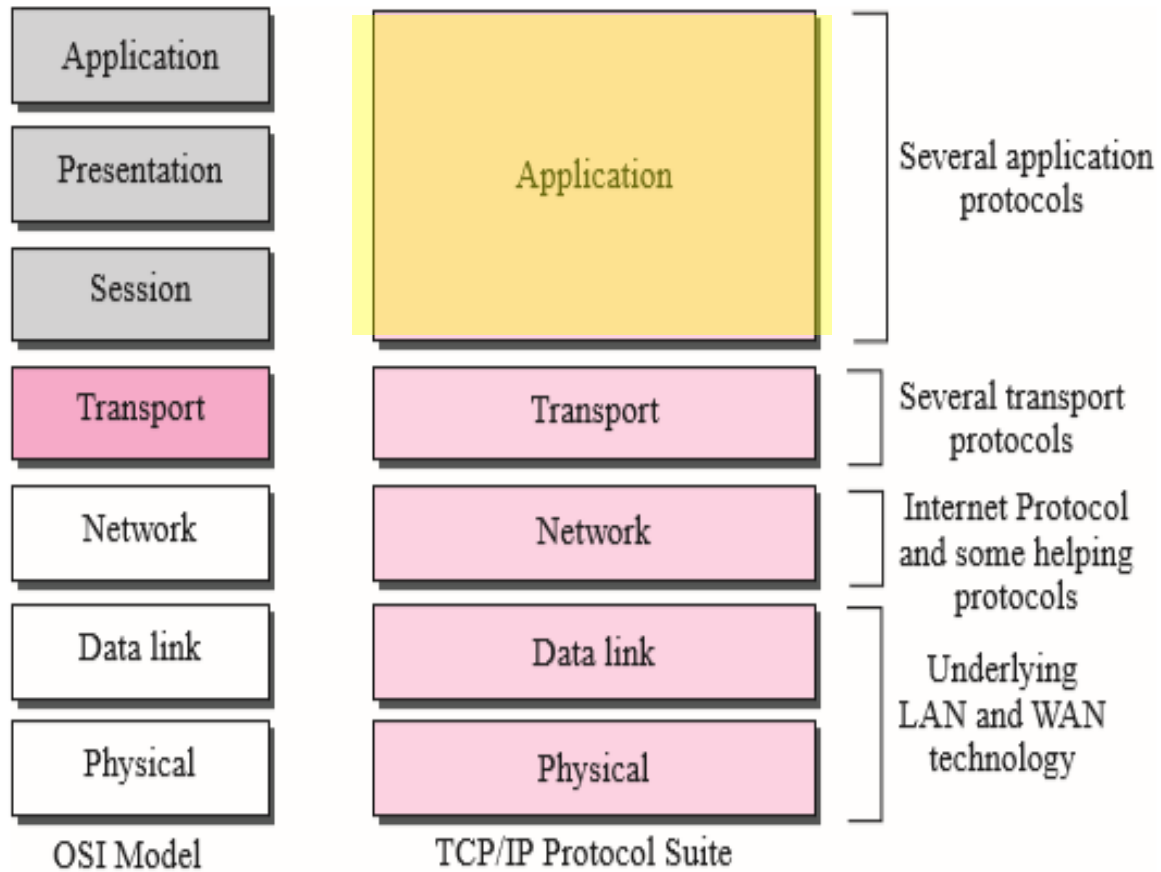 Application
Presentation
Session
Transport
Network
Data link
Physical
OSI Model
Application
Transport
Network
Data link
Physical
TCP/IP Protocol Suite
Several application
protocols
Several transport
protocols
Internet Protocol
and some helping
protocols
Underlying
LAN and WAN
technology